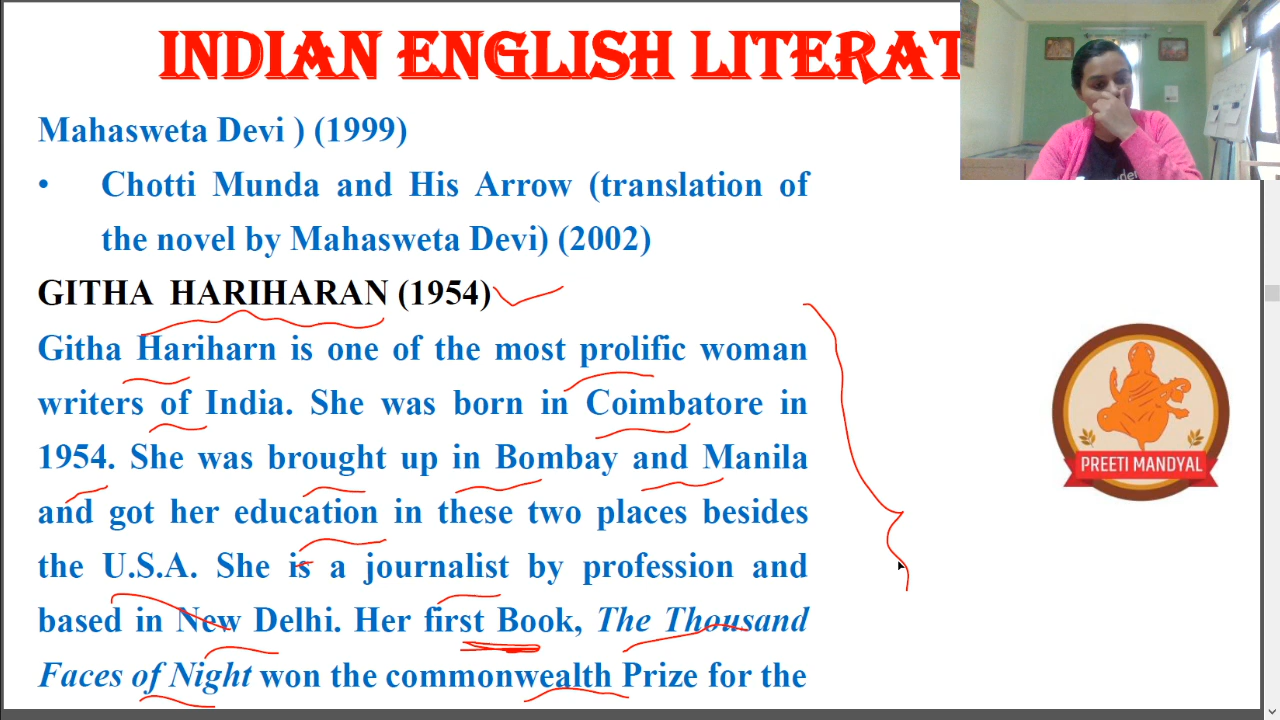 INDIAN ENGLISH LITERAT
Mahasweta Devi ) (1999)
• Chotti Munda and His Arrow (translation of
the novel by Mahasweta Devi) (2002)
GITHA HARIHARAN (1954)
Githa Hariharn is one of the most prolific woman
writers of India. She was born in Coimbatore in
1954. She was brought up in Bombay and Manila
and got her education in these two places besides
the U.S.A. She is a journalist by profession and
based in New Delhi. Her first Book, The Thousand
Faces of Night won the commonwealth Prize for the
PREETI MANDYAL